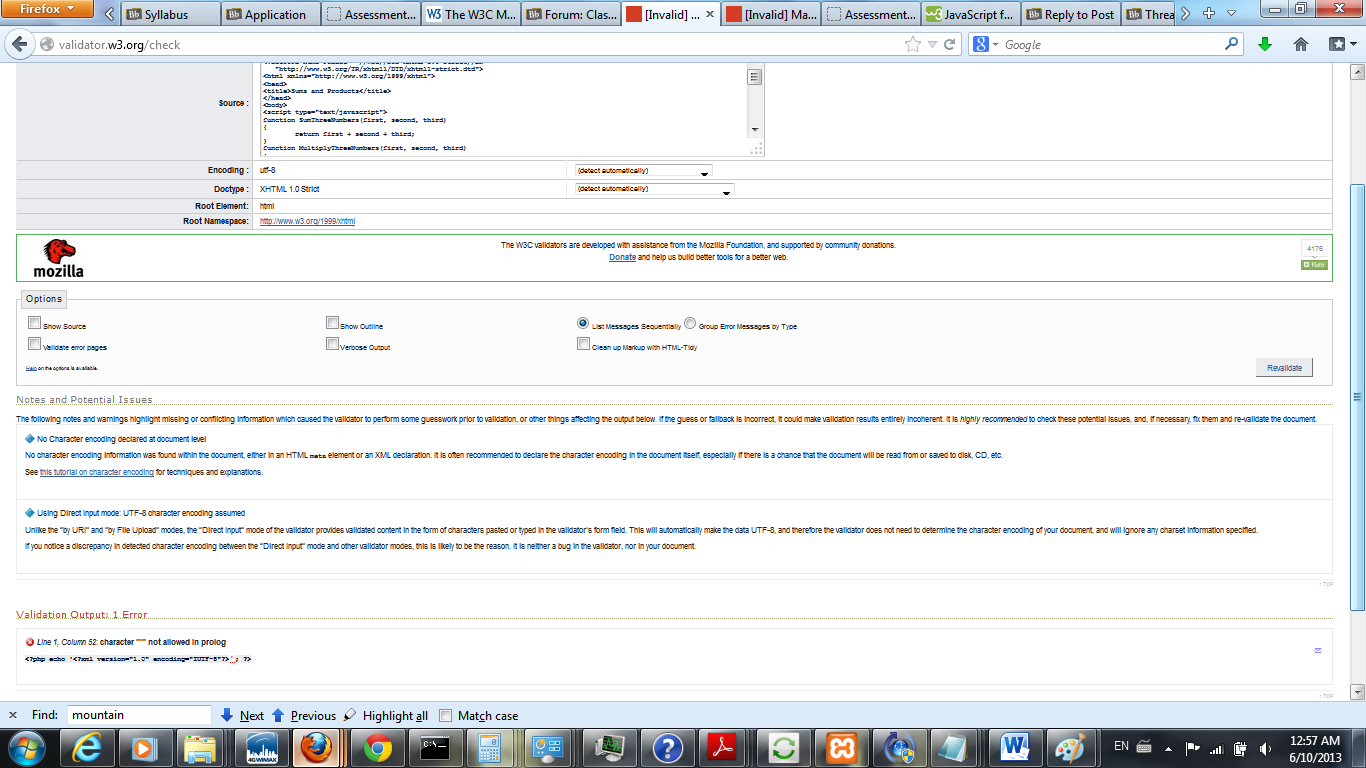 Firefox
Syllabus
Application
Assessment...
The W3C M...
Forum: Clas...
[Invalid] ...
[Invalid] Ma...
Assessment...
JavaScript f...
Reply to Post
Threa
validator.w3.org/check
Google
"http://www.w3.org/TR/xhtml1/DTD/xhtml1-strict.dtd">
<html xmlns="http://www.w3.org/1999/xhtml">
<head>
<title>Sums and Products</title>
</head>
<body>
<script type="text/javascript">
Source :
function SumThreeNumbers(first, second, third)
{
return first + second + third;
}
function MultiplyThreeNumbers(first, second, third)
Encoding : utf-8 (detect automatically)
Doctype : XHTML 1.0 Strict (detect automatically)
Root Element: html
Root Namespace: http://www.w3.org/1999/xhtml
mozilla
The W3C validators are developed with assistance from the Mozilla Foundation, and supported by community donations.
Donate and help us build better tools for a better web.
4176
Flattr
Options
Show Source Show Outline List Messages Sequentially Group Error Messages by Type
Validate error pages Verbose Output Clean up Markup with HTML-Tidy
Help on the options is available.
Revalidate
Notes and Potential Issues
The following notes and warnings highlight missing or conflicting information which caused the validator to perform some guesswork prior to validation, or other things affecting the output below. If the guess or fallback is incorrect, it could make validation results entirely incoherent. It is highly recommended to check these potential issues, and, if necessary, fix them and re-validate the document.
No Character encoding declared at document level
No character encoding information was found within the document, either in an HTML meta element or an XML declaration. It is often recommended to declare the character encoding in the document itself, especially if there is a chance that the document will be read from or saved to disk, CD, etc.
See this tutorial on character encoding for techniques and explanations.
Using Direct Input mode: UTF-8 character encoding assumed
Unlike the "by URI" and "by File Upload" modes, the "Direct Input" mode of the validator provides validated content in the form of characters pasted or typed in the validator's form field. This will automatically make the data UTF-8, and therefore the validator does not need to determine the character encoding of your document, and will ignore any charset information specified.
If you notice a discrepancy in detected character encoding between the "Direct Input" mode and other validator modes, this is likely to be the reason. It is neither a bug in the validator, nor in your document.
↑ TOP
Validation Output: 1 Error
Line 1, Column 52: character "'" not allowed in prolog
<?php echo '<?xml version="1.0" encoding="IUTF-8"?>'; ?>
↑ TOP
× Find: mountain Next Previous Highlight all Match case
4G WIMAX
C:\.
EN
12:57 AM
6/10/2013